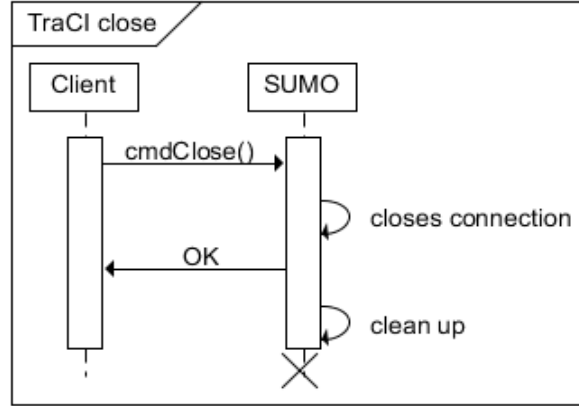 TraCI close
Client
SUMO
cmdClose()
closes connection
OK
clean up